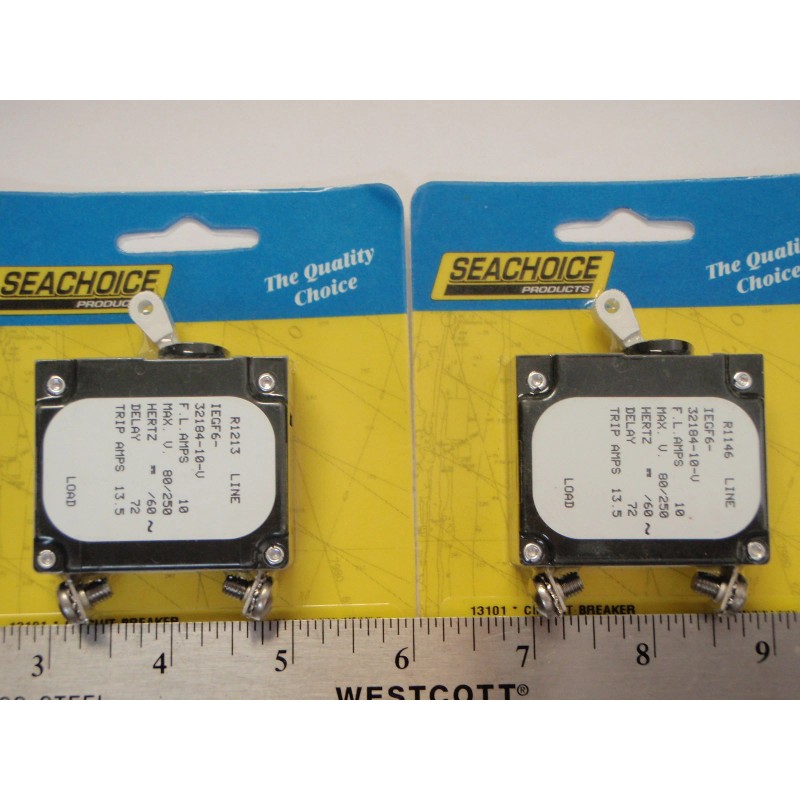 SEACHOICE
PRODUCTS
The Quality
Choice
R1213 LINE
IEGF6-
32184-10-V
F.L.AMPS 10
MAX. V. 80/250
HERTZ ⎓ /60 ~
DELAY 72
TRIP AMPS 13.5
LOAD
SEACHOICE
PRODUCTS
The Quality
Choice
R1146 LINE
IEGF6-
32184-10-V
F.L.AMPS 10
MAX. V. 80/250
HERTZ ⎓ /60 ~
DELAY 72
TRIP AMPS 13.5
LOAD
13101 * BREAKER
13101 * CIRCUIT BREAKER
3 4 5 6 7 8 9
WESTCOTT®